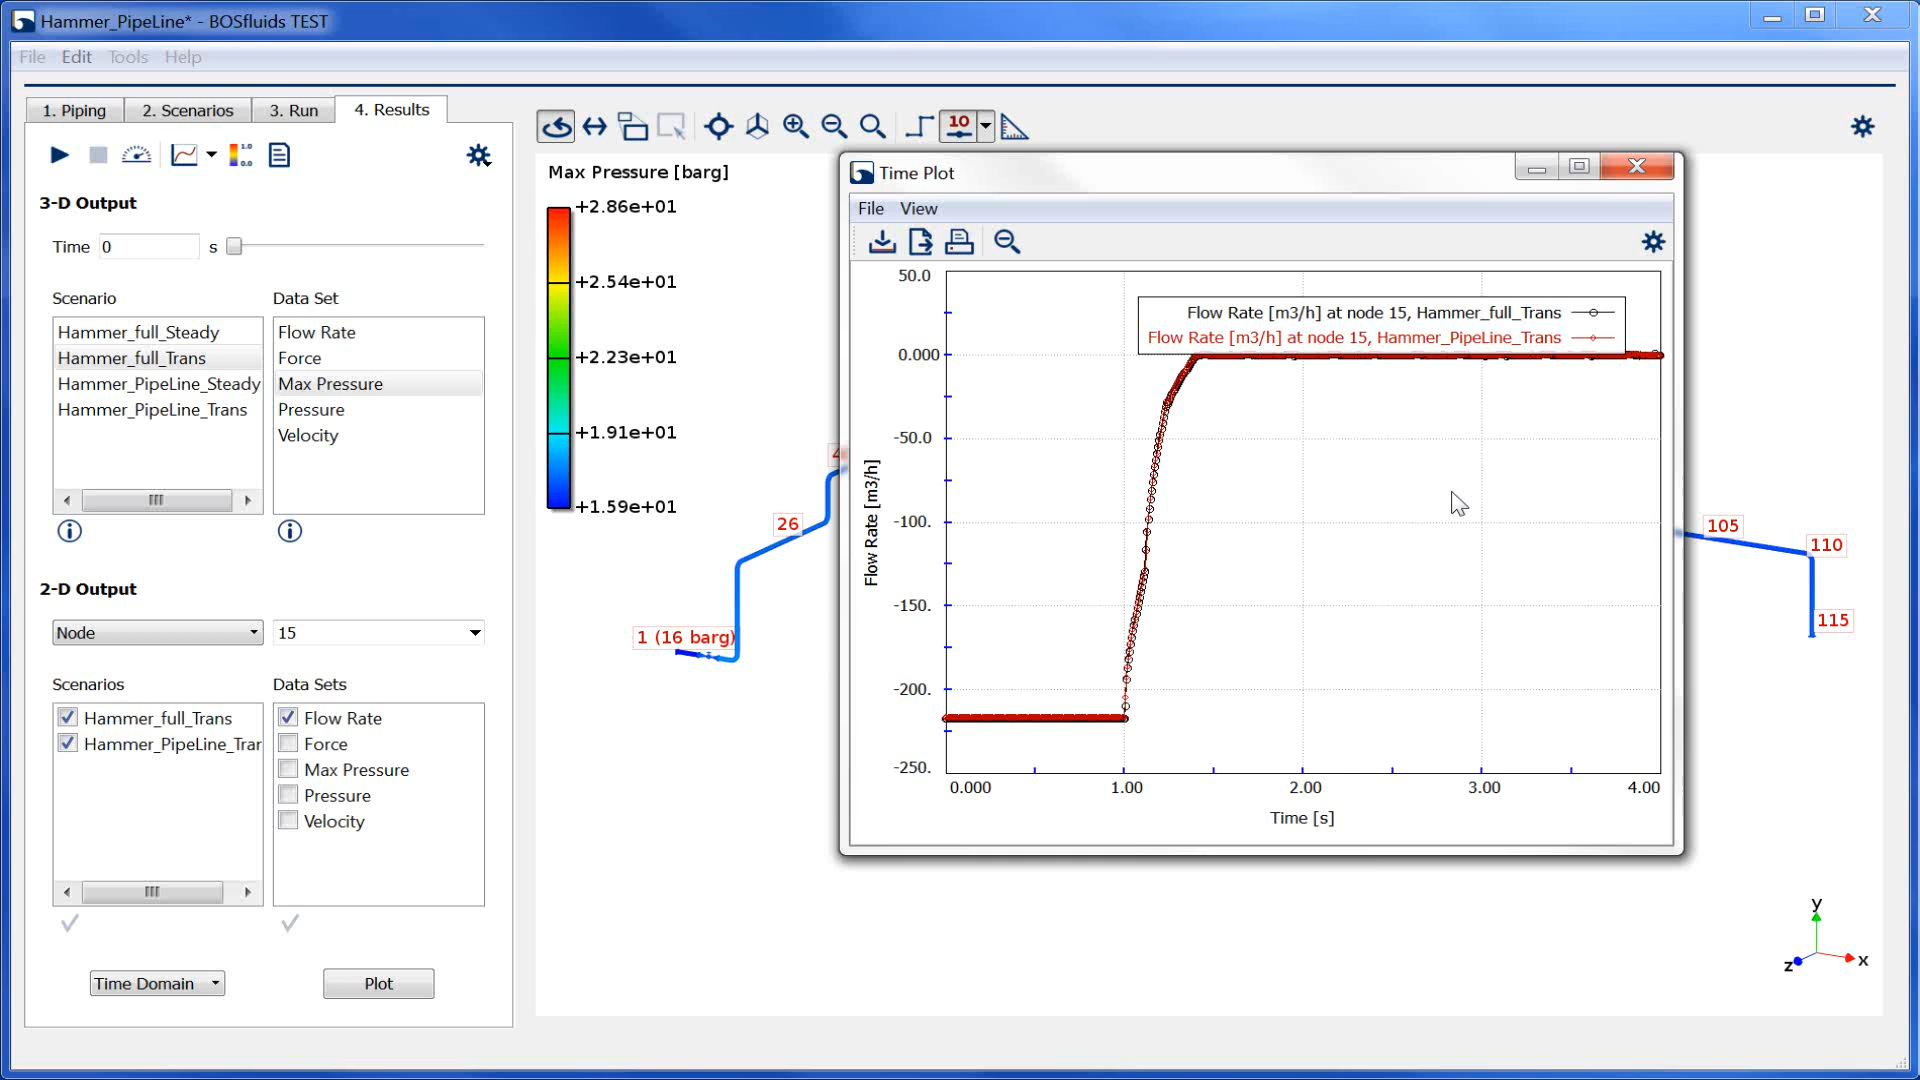 Hammer_PipeLine* - BOSfluids TEST
File Edit Tools Help
1. Piping 2. Scenarios 3. Run 4. Results
1.0
0.0
10
3-D Output
Time 0 s
Scenario
Hammer_full_Steady
Hammer_full_Trans
Hammer_PipeLine_Steady
Hammer_PipeLine_Trans
Data Set
Flow Rate
Force
Max Pressure
Pressure
Velocity
2-D Output
Node 15
Scenarios
Hammer_full_Trans
Hammer_PipeLine_Trar
Data Sets
Flow Rate
Force
Max Pressure
Pressure
Velocity
Time Domain Plot
Max Pressure [barg]
+2.86e+01
+2.54e+01
+2.23e+01
+1.91e+01
+1.59e+01
4
26
1 (16 barg)
Time Plot
File View
Flow Rate [m3/h] at node 15, Hammer_full_Trans
Flow Rate [m3/h] at node 15, Hammer_PipeLine_Trans
Flow Rate [m3/h]
50.0
0.000
-50.0
-100.
-150.
-200.
-250.
0.000 1.00 2.00 3.00 4.00
Time [s]
105
110
115
y
z x